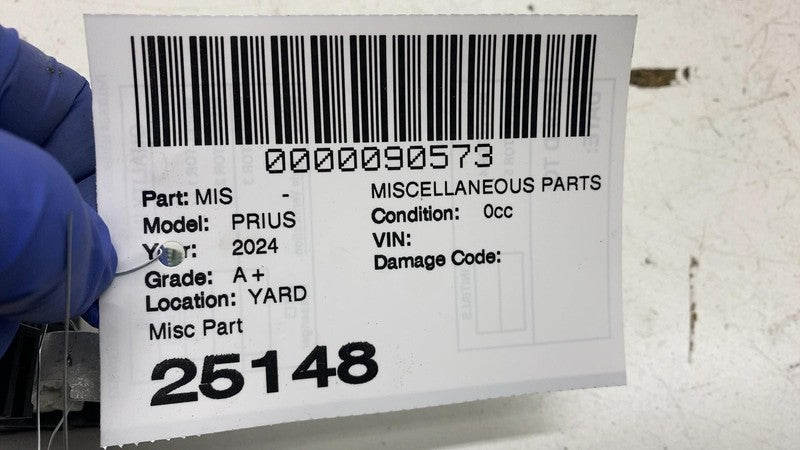 0000090573
Part: MIS - MISCELLANEOUS PARTS
Model: PRIUS Condition: 0cc
Year: 2024 VIN:
Grade: A+ Damage Code:
Location: YARD
Misc Part
25148